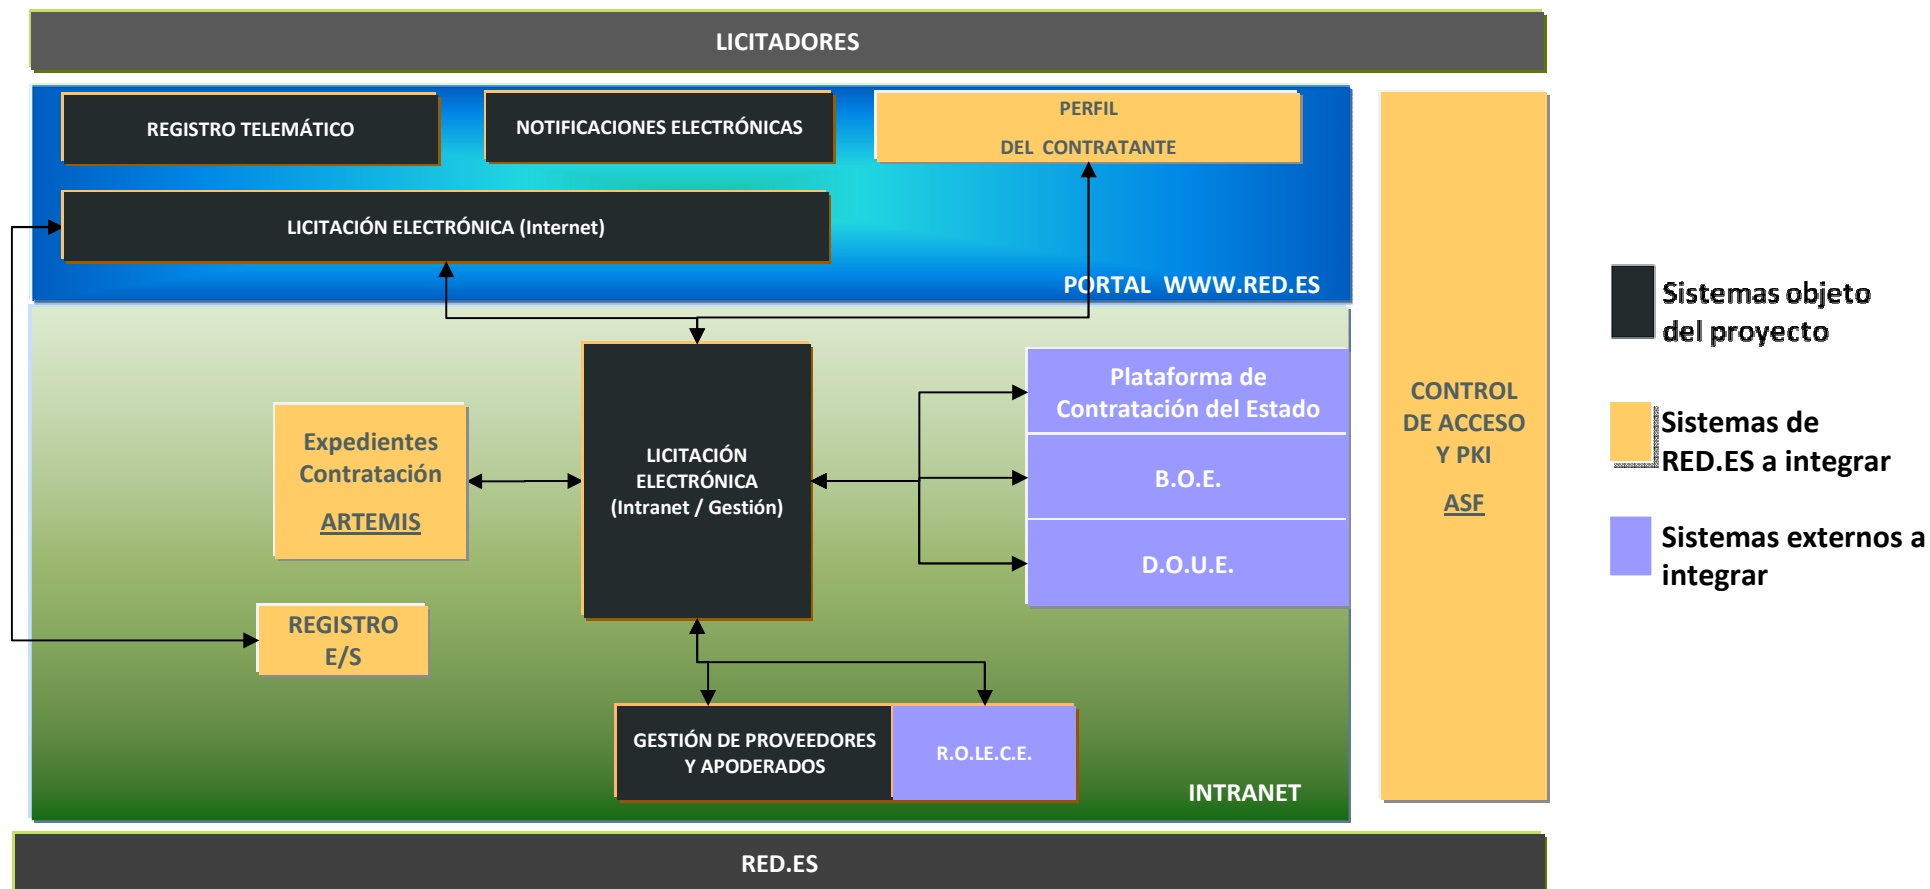 LICITADORES
REGISTRO TELEMÁTICO
NOTIFICACIONES ELECTRÓNICAS
PERFIL
DEL CONTRATANTE
LICITACIÓN ELECTRÓNICA (Internet)
PORTAL WWW.RED.ES
Expedientes
Contratación
ARTEMIS
LICITACIÓN
ELECTRÓNICA
(Intranet / Gestión)
Plataforma de
Contratación del Estado
B.O.E.
D.O.U.E.
REGISTRO
E/S
GESTIÓN DE PROVEEDORES
Y APODERADOS
R.O.LE.C.E.
INTRANET
CONTROL
DE ACCESO
Y PKI
ASF
RED.ES
Sistemas objeto
del proyecto
Sistemas de
RED.ES a integrar
Sistemas externos a
integrar